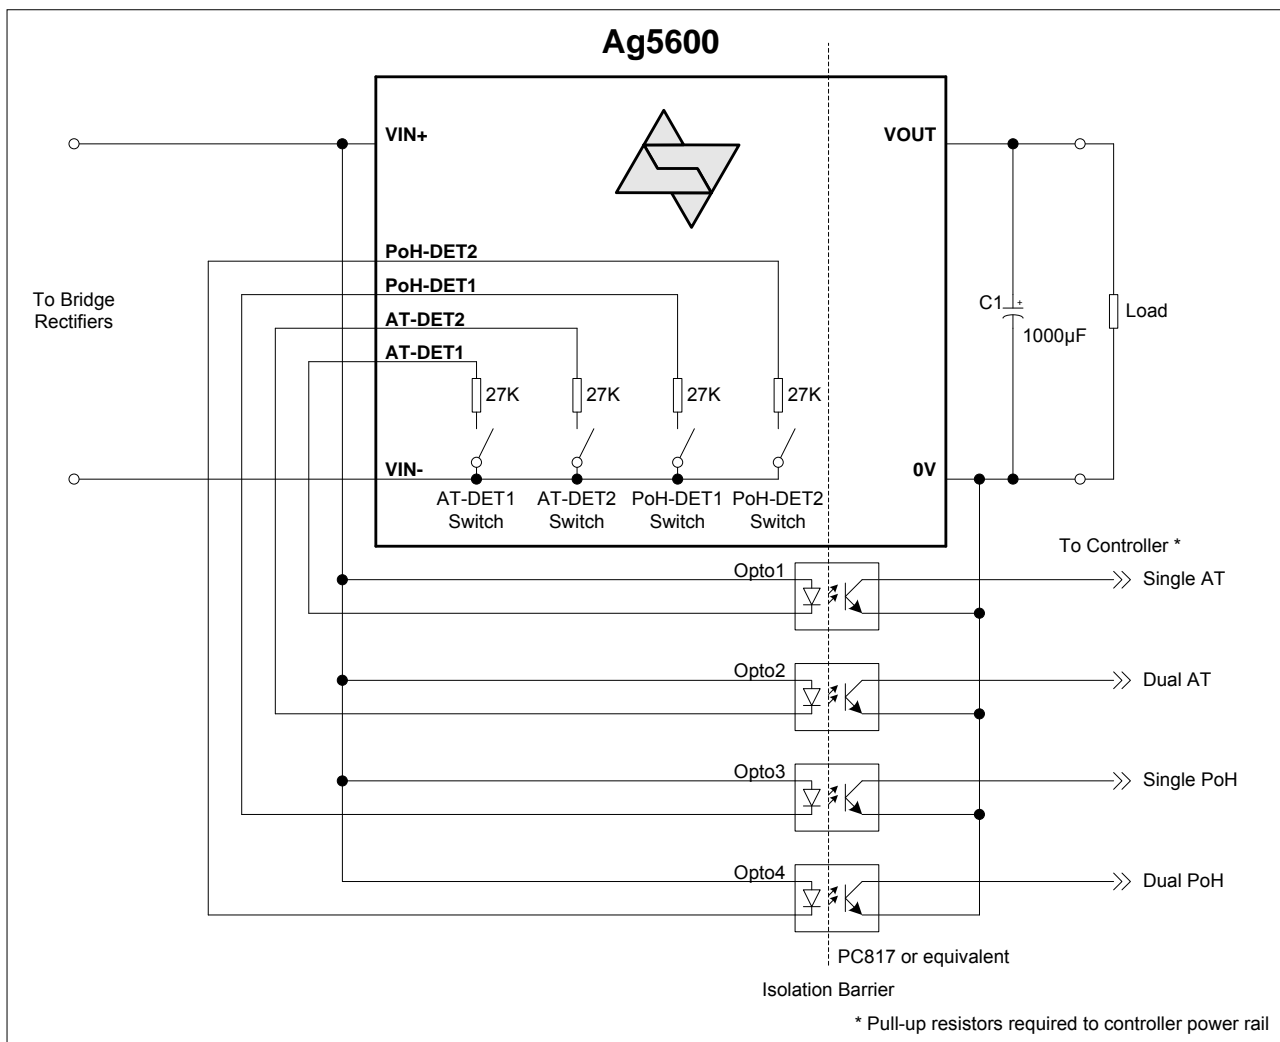 Ag5600
VIN+
VOUT
PoH-DET2
PoH-DET1
AT-DET2
AT-DET1
To Bridge
Rectifiers
C1
+
1000µF
Load
27K
27K
27K
27K
VIN-
0V
AT-DET1
Switch
AT-DET2
Switch
PoH-DET1
Switch
PoH-DET2
Switch
To Controller *
Opto1
Single AT
Opto2
Dual AT
Opto3
Single PoH
Opto4
Dual PoH
PC817 or equivalent
Isolation Barrier
* Pull-up resistors required to controller power rail